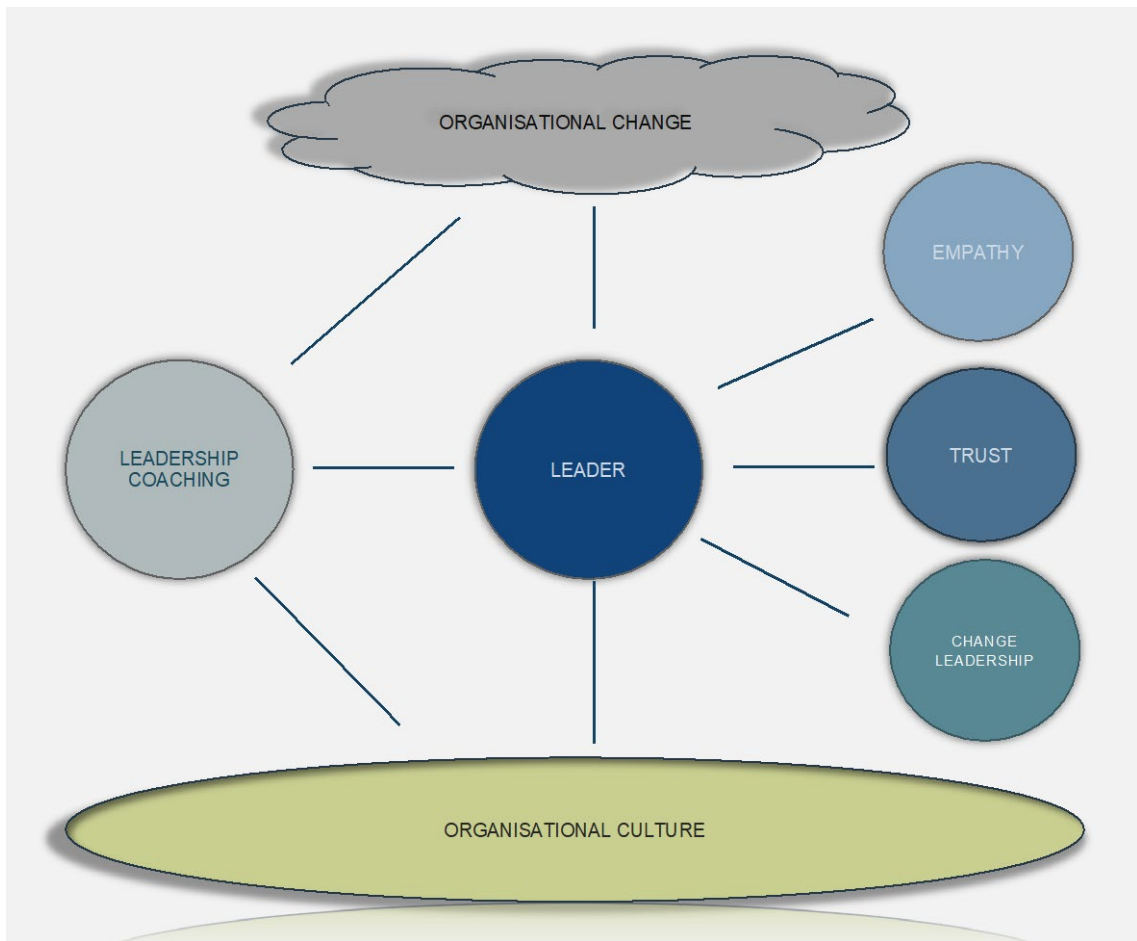 ORGANISATIONAL CHANGE
EMPATHY
LEADERSHIP
COACHING
LEADER
TRUST
CHANGE
LEADERSHIP
ORGANISATIONAL CULTURE